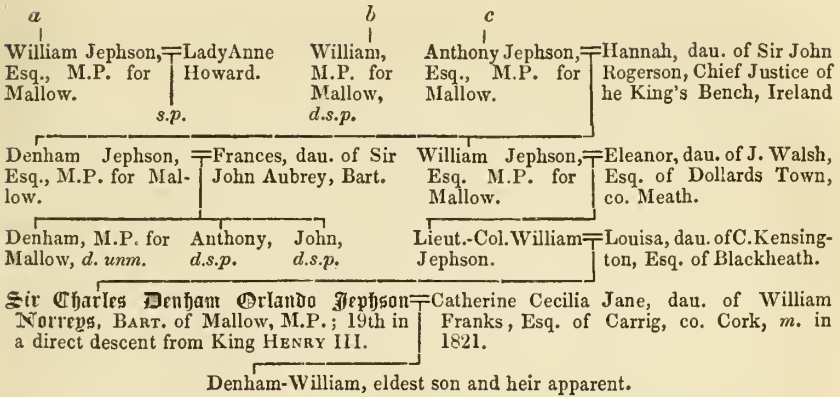 a
b
c
William Jephson, Esq., M.P. for Mallow.
Lady Anne Howard.
s.p.
William, M.P. for Mallow, d.s.p.
Anthony Jephson, Esq., M.P. for Mallow.
Hannah, dau. of Sir John Rogerson, Chief Justice of he King's Bench, Ireland
Denham Jephson, Esq., M.P. for Mal-
low.
Frances, dau. of Sir John Aubrey, Bart.
William Jephson, Esq. M.P. for Mallow.
Eleanor, dau. of J. Walsh, Esq. of Dollards Town, co. Meath.
Denham, M.P. for Mallow, d. unm.
Anthony, d.s.p.
John, d.s.p.
Lieut.-Col. William Jephson.
Louisa, dau. of C. Kensing-
ton, Esq. of Blackheath.
Sir Charles Denham Orlando Jephson
Norreys, BART. of Mallow, M.P.; 19th in
a direct descent from King HENRY III.
Catherine Cecilia Jane, dau. of William
Franks, Esq. of Carrig, co. Cork, m. in
1821.
Denham-William, eldest son and heir apparent.